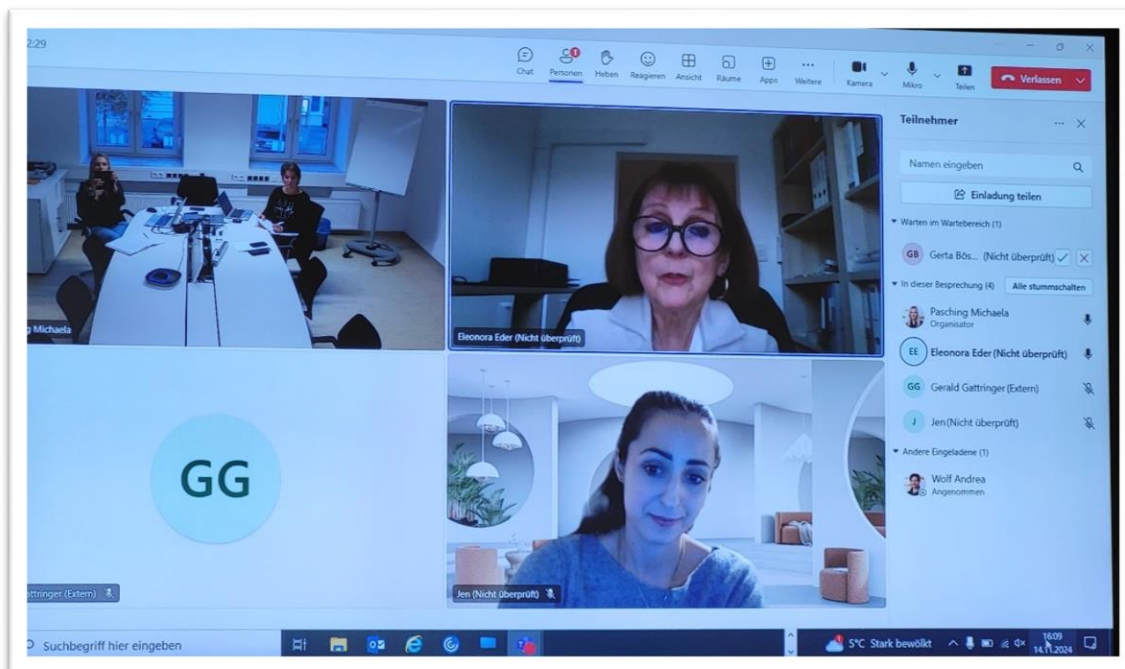 2:29
Chat Personen Heben Reagieren Ansicht Räume Apps Weitere Kamera Mikro Teilen Verlassen
1
g Michaela
Eleonora Eder (Nicht überprüft)
GG
attringer (Extern)
Jen (Nicht überprüft)
Teilnehmer
Namen eingeben
Einladung teilen
Warten im Wartebereich (1)
GB Gerta Bös... (Nicht überprüft)
In dieser Besprechung (4) Alle stummschalten
Pasching Michaela
Organisator
EE Eleonora Eder (Nicht überprüft)
GG Gerald Gattringer (Extern)
J Jen (Nicht überprüft)
Andere Eingeladene (1)
Wolf Andrea
Angenommen
Suchbegriff hier eingeben
5°C Stark bewölkt
16:09
14.11.2024